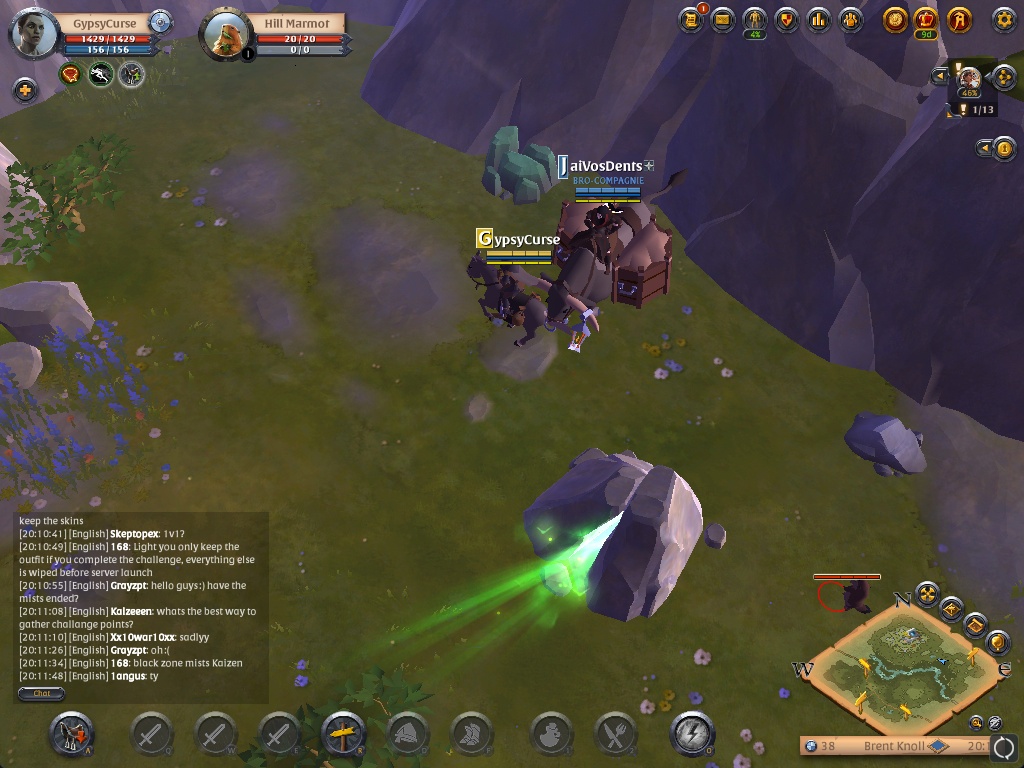 GypsyCurse
1429 / 1429
156 / 156
Hill Marmot
20 / 20
0 / 0
1
1
4%
9d
46%
1/13
JaiVosDents
BRO-COMPAGNIE
GypsyCurse
keep the skins
[20:10:41] [English] Skeptopex: 1v1?
[20:10:49] [English] 168: Light you only keep the
outfit if you complete the challenge, everything else
is wiped before server launch
[20:10:55] [English] Grayzpt: hello guys:) have the
mists ended?
[20:11:08] [English] Kaizeeen: whats the best way to
gather challange points?
[20:11:10] [English] Xx10war10xx: sadlyy
[20:11:26] [English] Grayzpt: oh:(
[20:11:34] [English] 168: black zone mists Kaizen
[20:11:48] [English] 1angus: ty
Chat
N
W
E
A
Q
W
E
R
D
F
O
38
Brent Knoll
20: